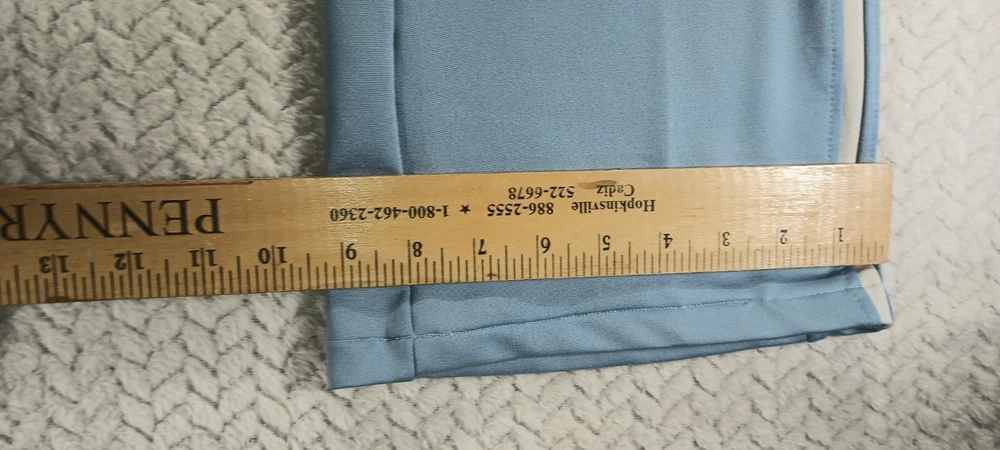 1 2 3 4 5 6 7 8 9 10 11 12 13
Hopkinsville 886-2555 ★ 1-800-462-2360
Cadiz 522-6678
PENNYR